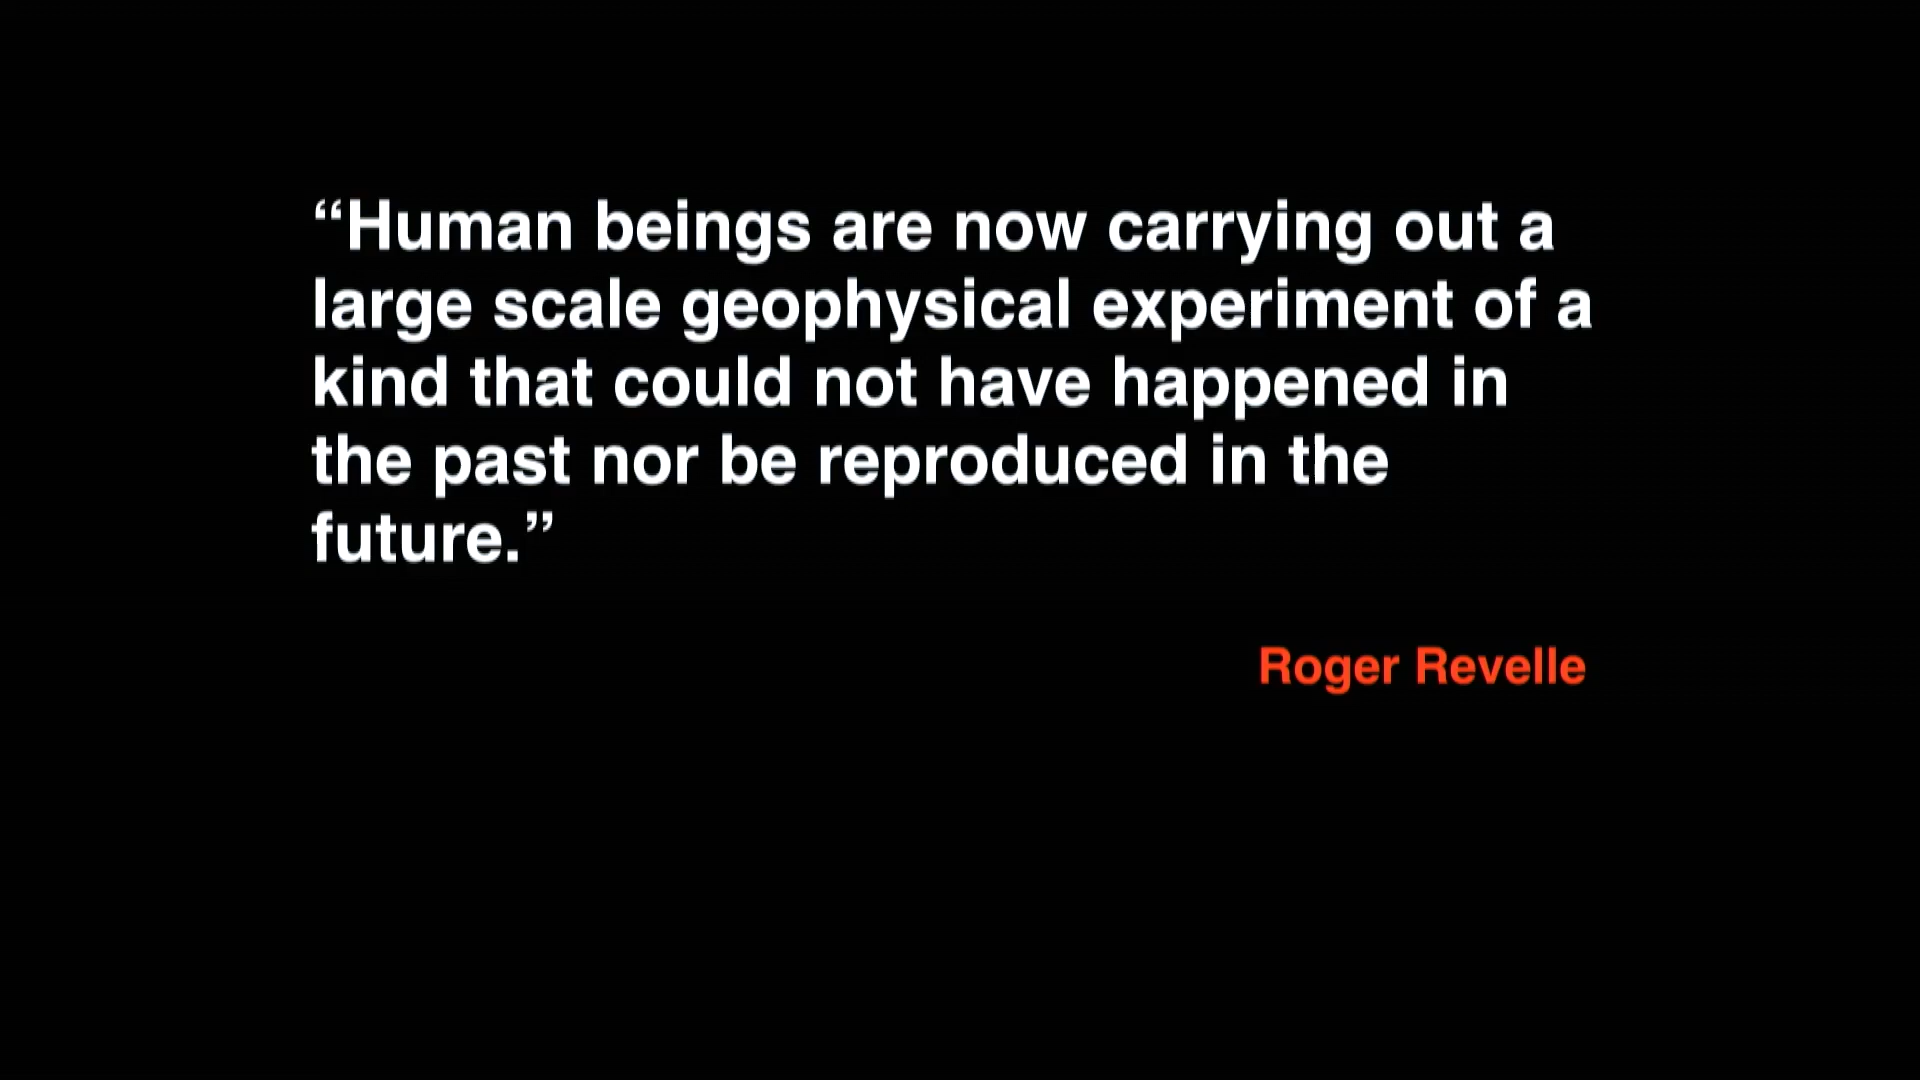 “Human beings are now carrying out a
large scale geophysical experiment of a
kind that could not have happened in
the past nor be reproduced in the
future.”
Roger Revelle